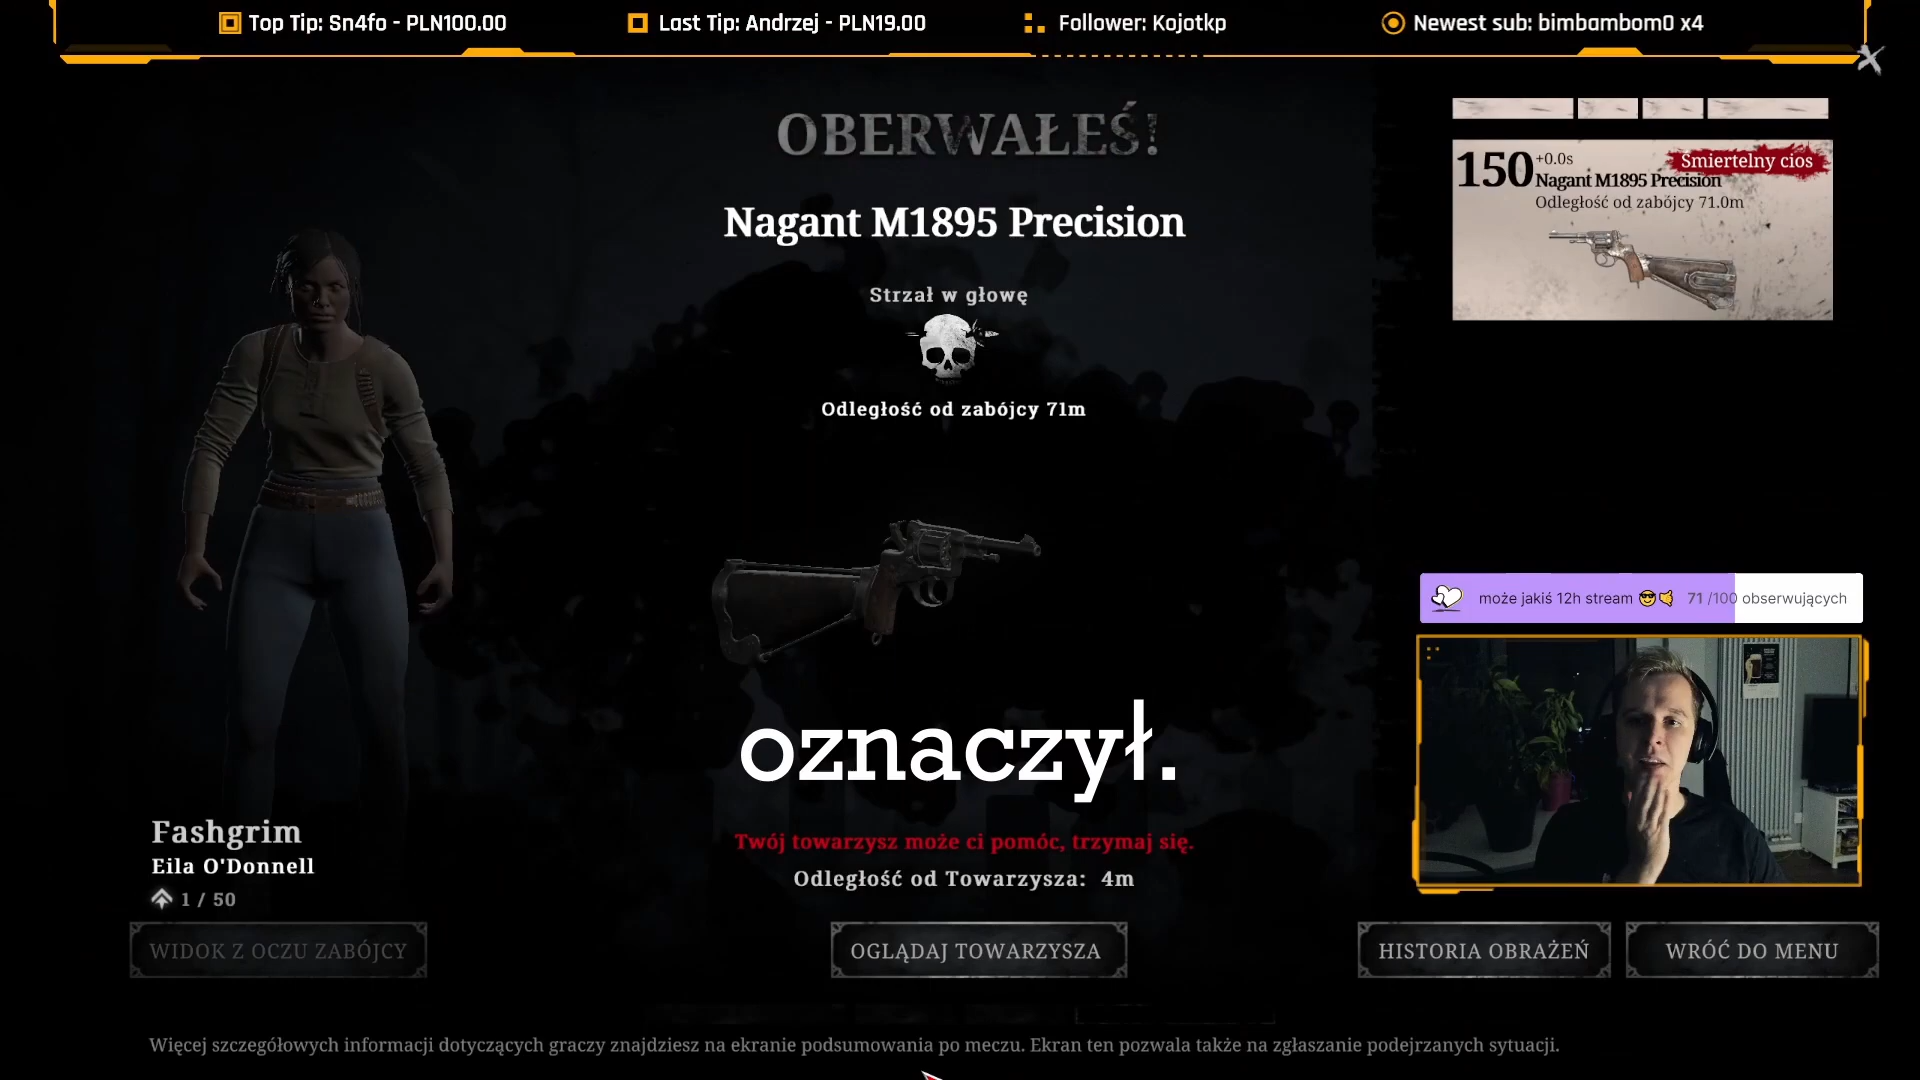 Top Tip: Sn4fo - PLN100.00
Last Tip: Andrzej - PLN19.00
Follower: Kojotkp
Newest sub: bimbambom0 x4
OBERWAŁEŚ!
Nagant M1895 Precision
Strzał w głowę
Odległość od zabójcy 71m
150
+0.0s
Śmiertelny cios
Nagant M1895 Precision
Odległość od zabójcy 71.0m
może jakiś 12h stream 😎🤙 71 /100 obserwujących
oznaczył.
Twój towarzysz może ci pomóc, trzymaj się.
Odległość od Towarzysza: 4m
Fashgrim
Eila O'Donnell
1 / 50
WIDOK Z OCZU ZABÓJCY
OGLĄDAJ TOWARZYSZA
HISTORIA OBRAŻEŃ
WRÓĆ DO MENU
Więcej szczegółowych informacji dotyczących graczy znajdziesz na ekranie podsumowania po meczu. Ekran ten pozwala także na zgłaszanie podejrzanych sytuacji.